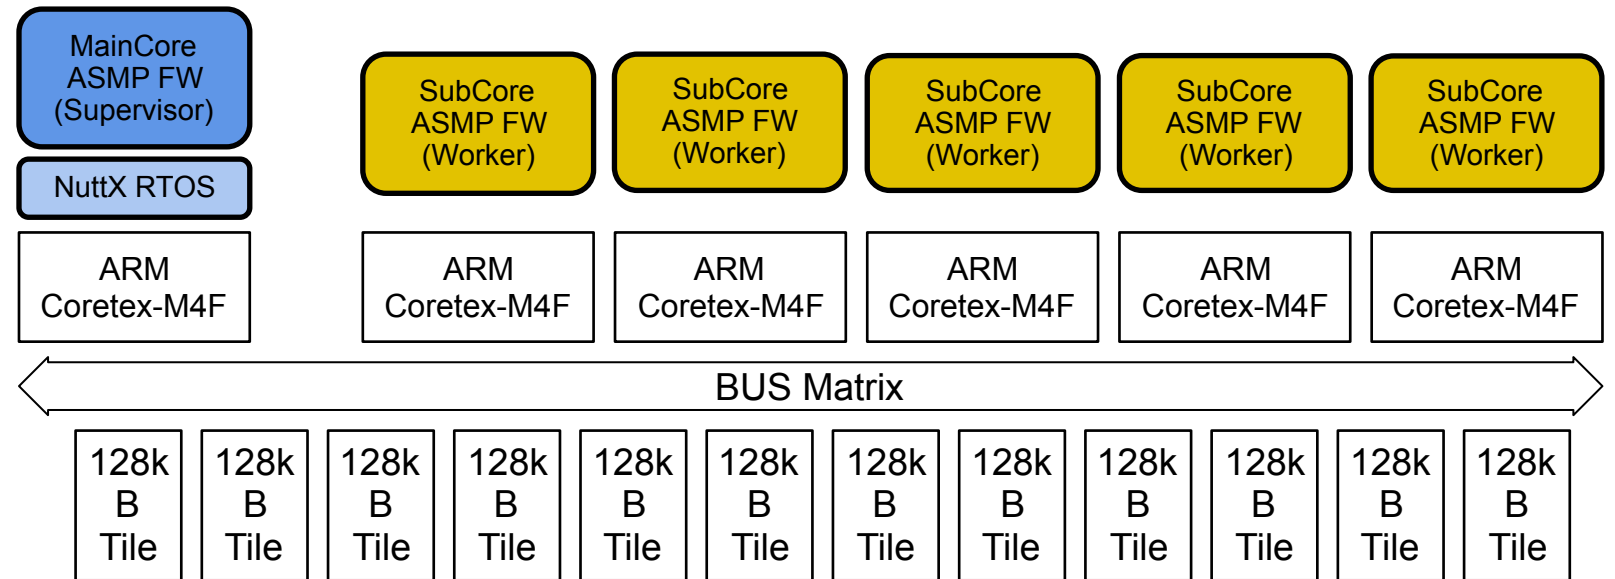 MainCore
ASMP FW
(Supervisor)
NuttX RTOS
SubCore
ASMP FW
(Worker)
SubCore
ASMP FW
(Worker)
SubCore
ASMP FW
(Worker)
SubCore
ASMP FW
(Worker)
SubCore
ASMP FW
(Worker)
ARM
Coretex-M4F
ARM
Coretex-M4F
ARM
Coretex-M4F
ARM
Coretex-M4F
ARM
Coretex-M4F
ARM
Coretex-M4F
BUS Matrix
128k
B
Tile
128k
B
Tile
128k
B
Tile
128k
B
Tile
128k
B
Tile
128k
B
Tile
128k
B
Tile
128k
B
Tile
128k
B
Tile
128k
B
Tile
128k
B
Tile
128k
B
Tile